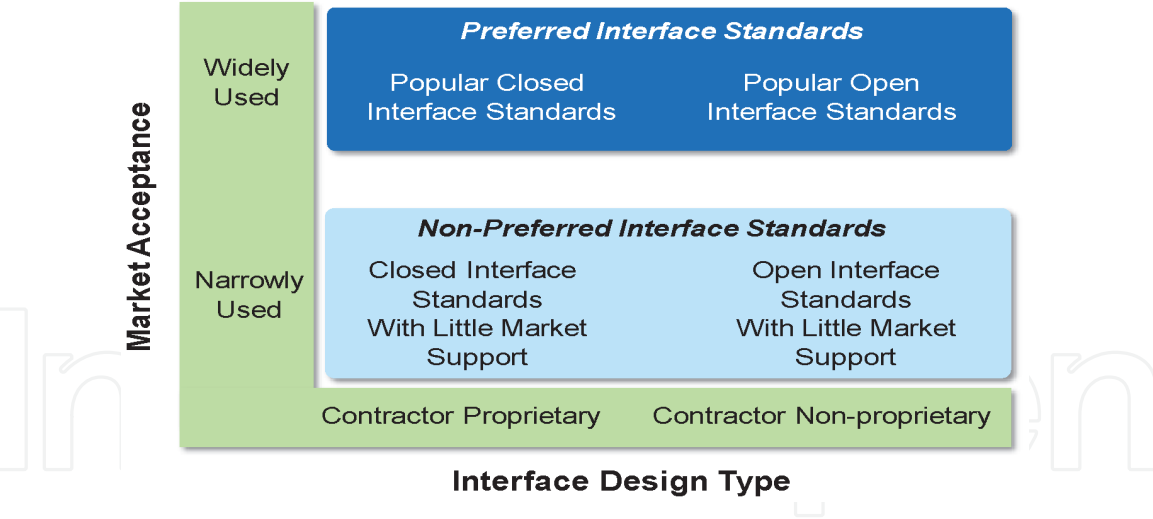 Preferred Interface Standards
Widely
Used
Popular Closed
Interface Standards
Popular Open
Interface Standards
Market Acceptance
Non-Preferred Interface Standards
Narrowly
Used
Closed Interface
Standards
With Little Market
Support
Open Interface
Standards
With Little Market
Support
Contractor Proprietary
Contractor Non-proprietary
Interface Design Type